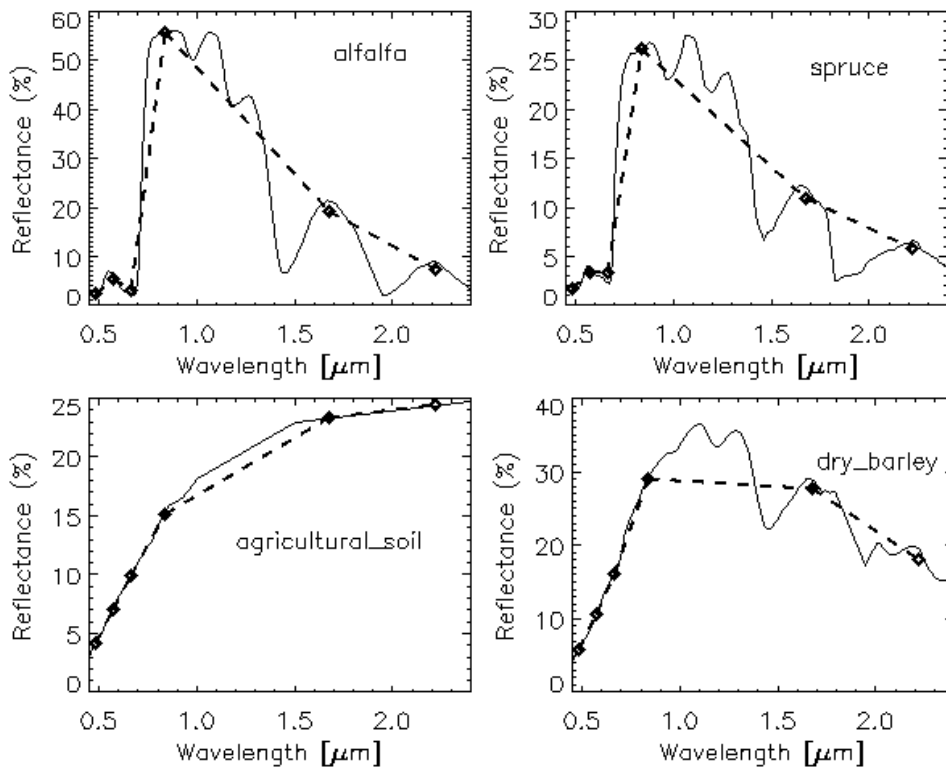 60
50
40
30
20
10
0
Reflectance (%)
alfalfa
0.5 1.0 1.5 2.0
Wavelength [μm]
30
25
20
15
10
5
0
Reflectance (%)
spruce
0.5 1.0 1.5 2.0
Wavelength [μm]
25
20
15
10
5
0
Reflectance (%)
agricultural_soil
0.5 1.0 1.5 2.0
Wavelength [μm]
40
30
20
10
0
Reflectance (%)
dry_barley
0.5 1.0 1.5 2.0
Wavelength [μm]